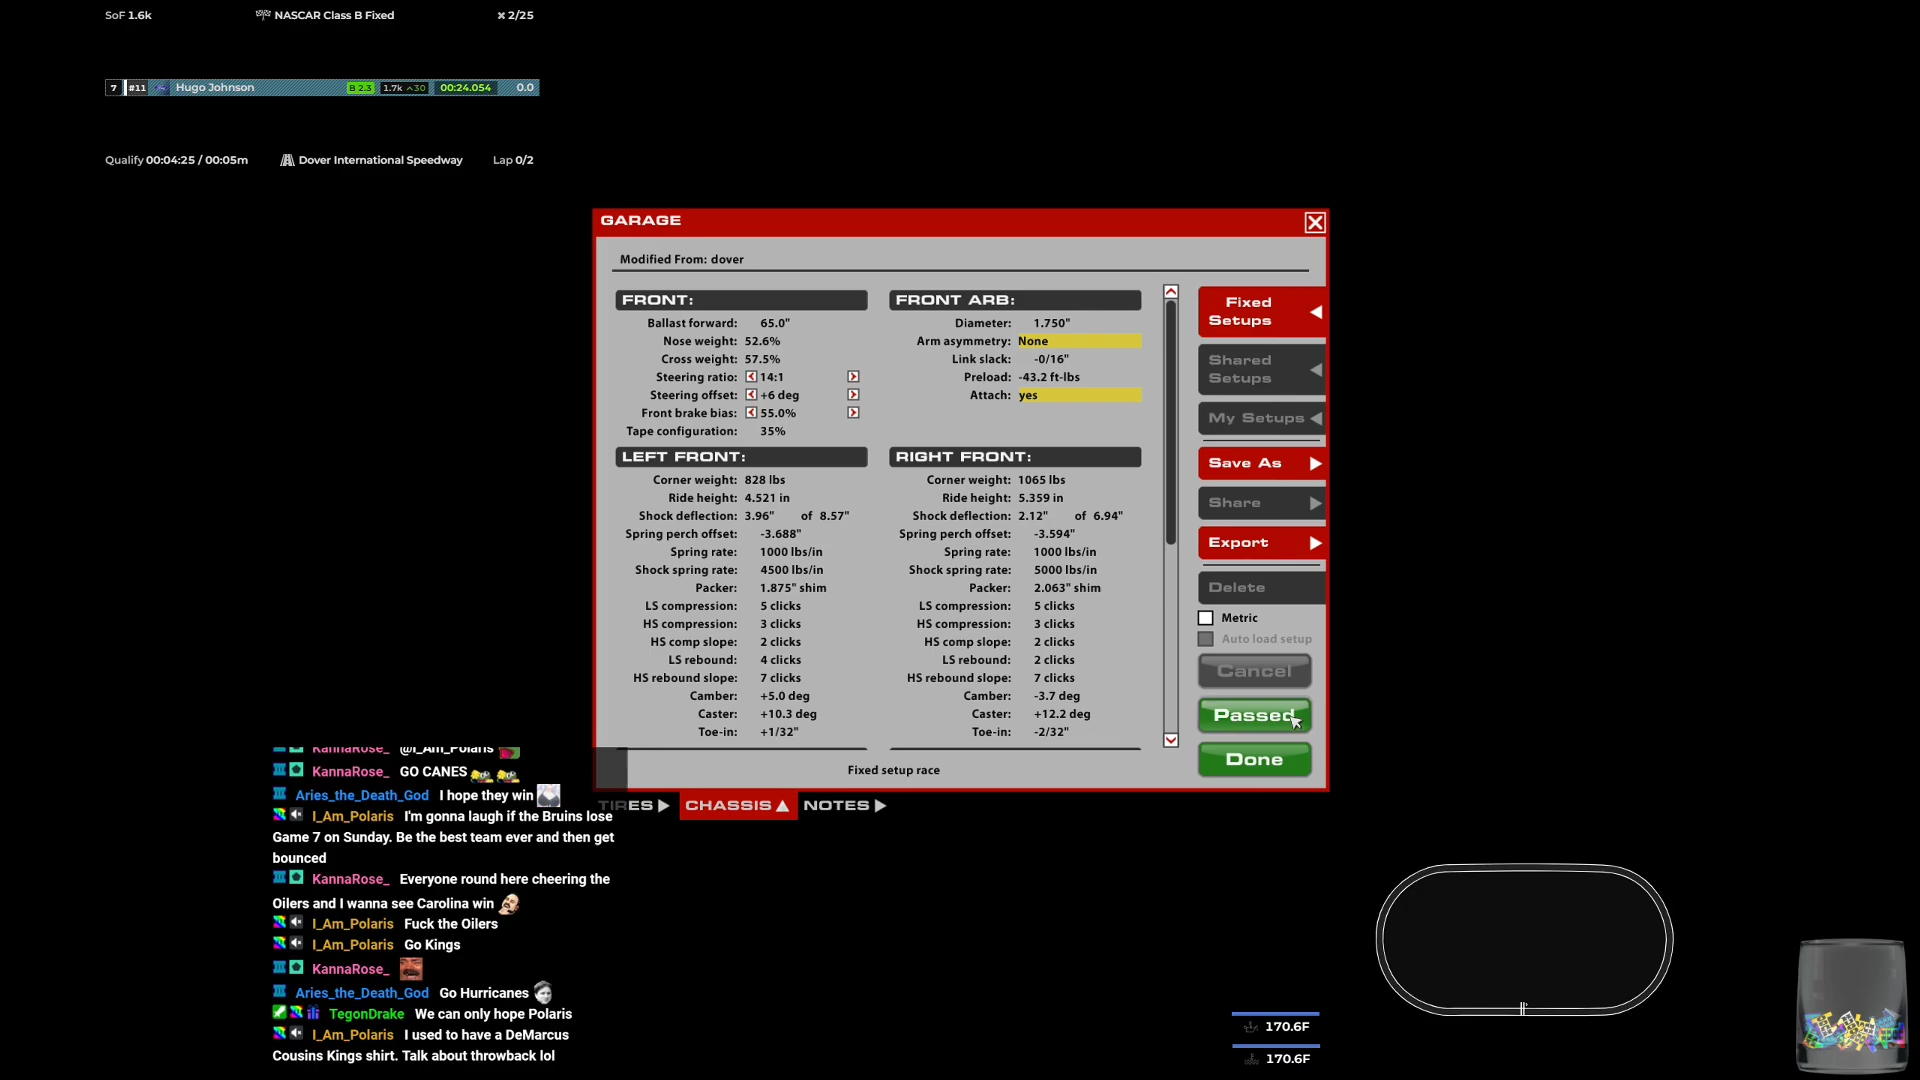 SoF 1.6k NASCAR Class B Fixed 2/25
7 #11 Hugo Johnson B 2.3 1.7k 30 00:24.054 0.0
Qualify 00:04:25 / 00:05m Dover International Speedway Lap 0/2
GARAGE
Modified From: dover
FRONT:
Ballast forward: 65.0"
Nose weight: 52.6%
Cross weight: 57.5%
Steering ratio: 14:1
Steering offset: +6 deg
Front brake bias: 55.0%
Tape configuration: 35%
FRONT ARB:
Diameter: 1.750"
Arm asymmetry: None
Link slack: -0/16"
Preload: -43.2 ft-lbs
Attach: yes
LEFT FRONT:
Corner weight: 828 lbs
Ride height: 4.521 in
Shock deflection: 3.96" of 8.57"
Spring perch offset: -3.688"
Spring rate: 1000 lbs/in
Shock spring rate: 4500 lbs/in
Packer: 1.875" shim
LS compression: 5 clicks
HS compression: 3 clicks
HS comp slope: 2 clicks
LS rebound: 4 clicks
HS rebound slope: 7 clicks
Camber: +5.0 deg
Caster: +10.3 deg
Toe-in: +1/32"
RIGHT FRONT:
Corner weight: 1065 lbs
Ride height: 5.359 in
Shock deflection: 2.12" of 6.94"
Spring perch offset: -3.594"
Spring rate: 1000 lbs/in
Shock spring rate: 5000 lbs/in
Packer: 2.063" shim
LS compression: 5 clicks
HS compression: 3 clicks
HS comp slope: 2 clicks
LS rebound: 2 clicks
HS rebound slope: 7 clicks
Camber: -3.7 deg
Caster: +12.2 deg
Toe-in: -2/32"
Fixed
Setups
Shared
Setups
My Setups
Save As
Share
Export
Delete
Metric
Auto load setup
Cancel
Passed
Done
Fixed setup race
TIRES CHASSIS NOTES
KannaRose_ @I_Am_Polaris
KannaRose_ GO CANES
Aries_the_Death_God I hope they win
I_Am_Polaris I'm gonna laugh if the Bruins lose
Game 7 on Sunday. Be the best team ever and then get
bounced
KannaRose_ Everyone round here cheering the
Oilers and I wanna see Carolina win
I_Am_Polaris Fuck the Oilers
I_Am_Polaris Go Kings
KannaRose_
Aries_the_Death_God Go Hurricanes
TegonDrake We can only hope Polaris
I_Am_Polaris I used to have a DeMarcus
Cousins Kings shirt. Talk about throwback lol
170.6F
170.6F